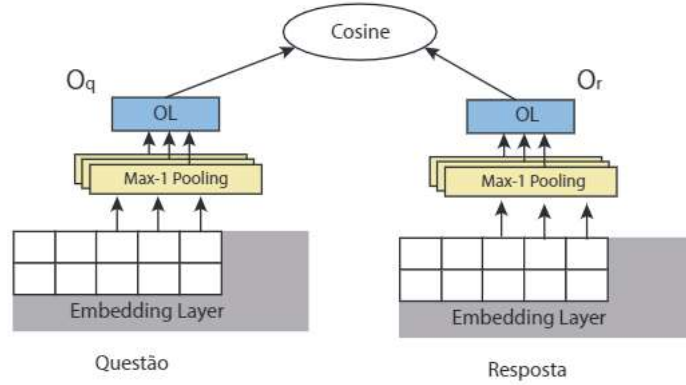 Cosine
Oq
Or
OL
OL
Max-1 Pooling
Max-1 Pooling
Embedding Layer
Embedding Layer
Questão
Resposta